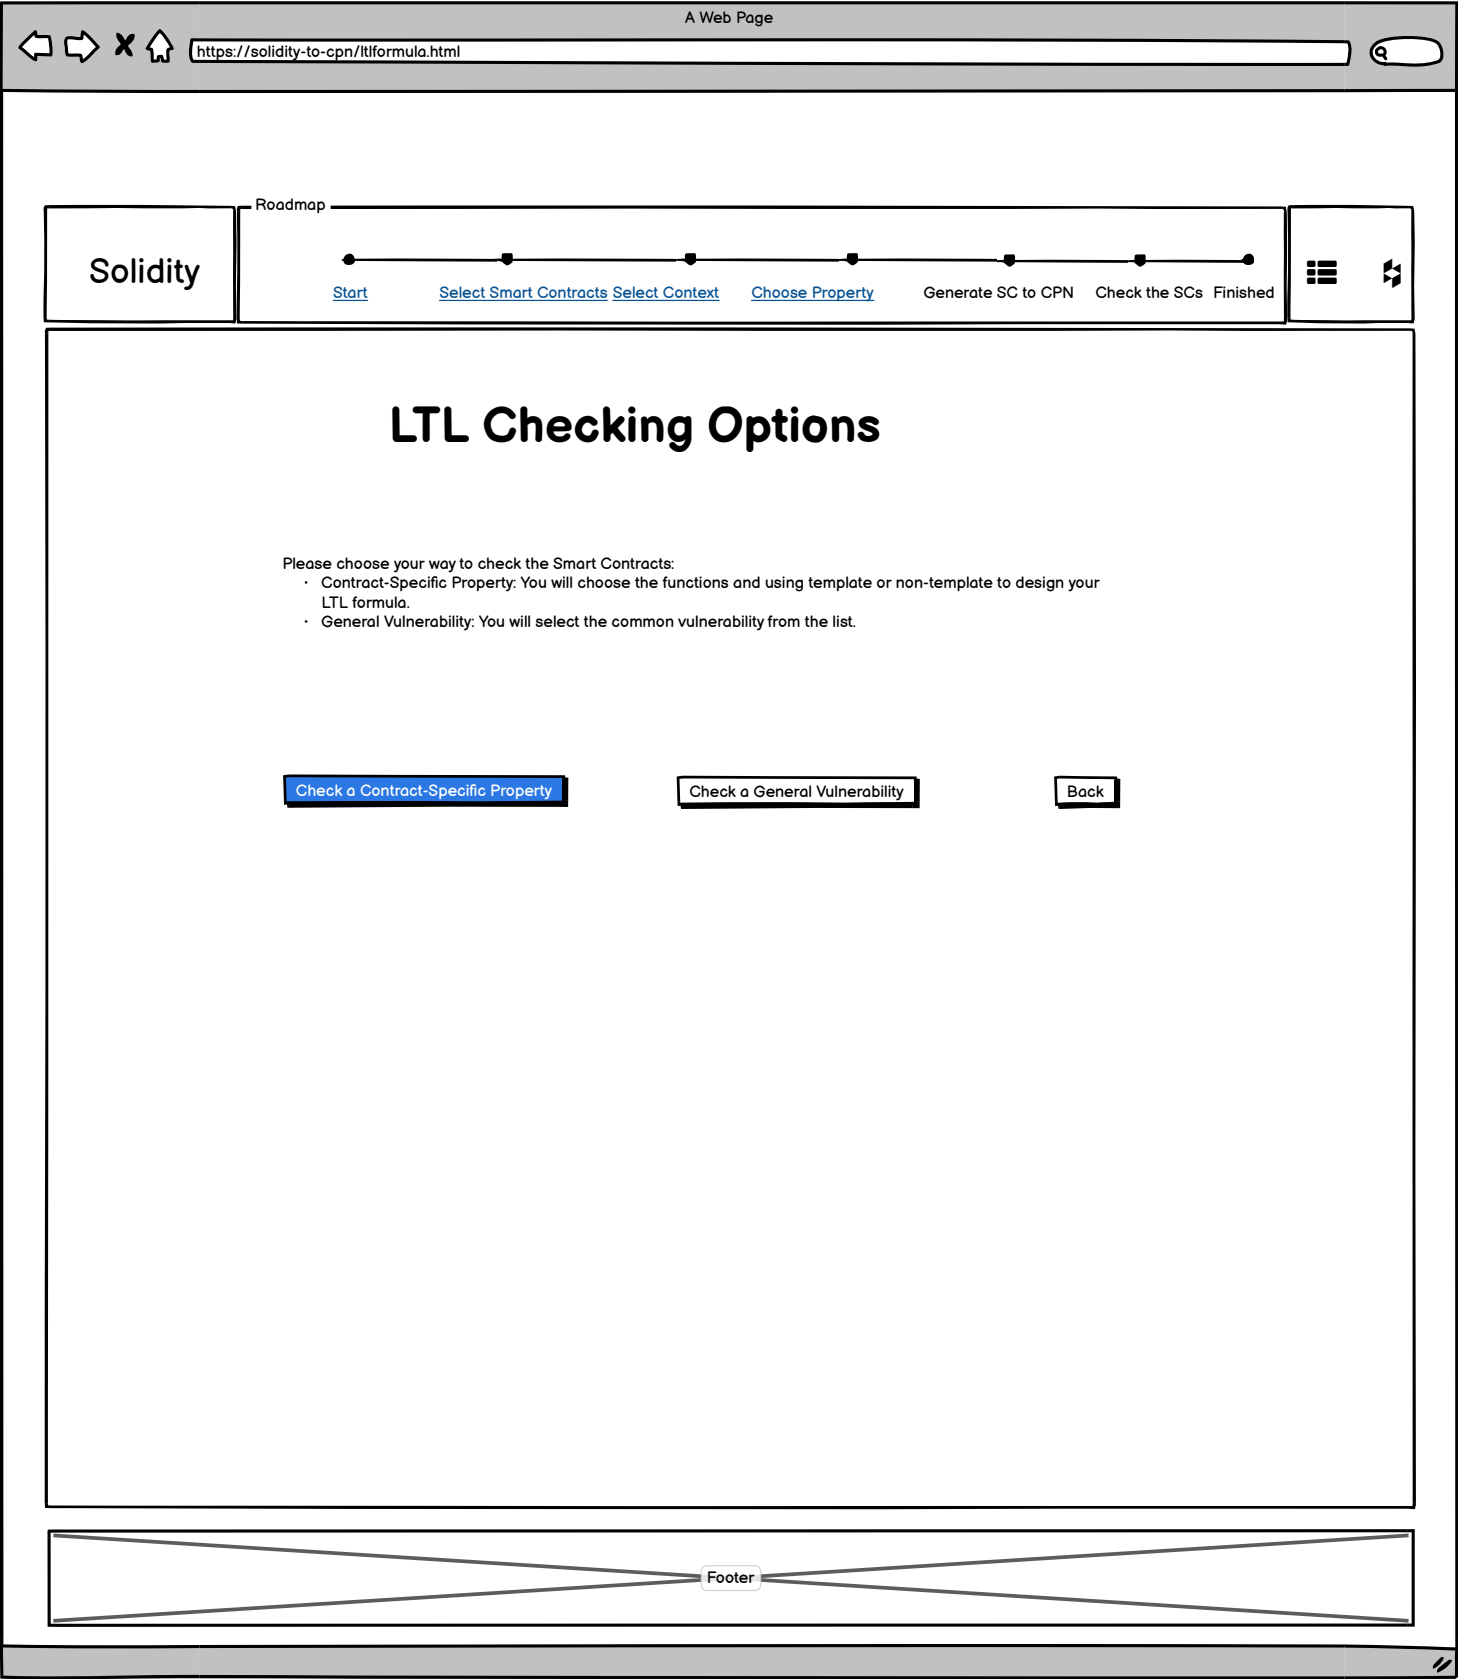 A Web Page
https://solidity-to-cpn/ltlformula.html
Roadmap
Solidity
Start Select Smart Contracts Select Context Choose Property Generate SC to CPN Check the SCs Finished
LTL Checking Options
Please choose your way to check the Smart Contracts:
• Contract-Specific Property: You will choose the functions and using template or non-template to design your
LTL formula.
• General Vulnerability: You will select the common vulnerability from the list.
Check a Contract-Specific Property Check a General Vulnerability Back
Footer